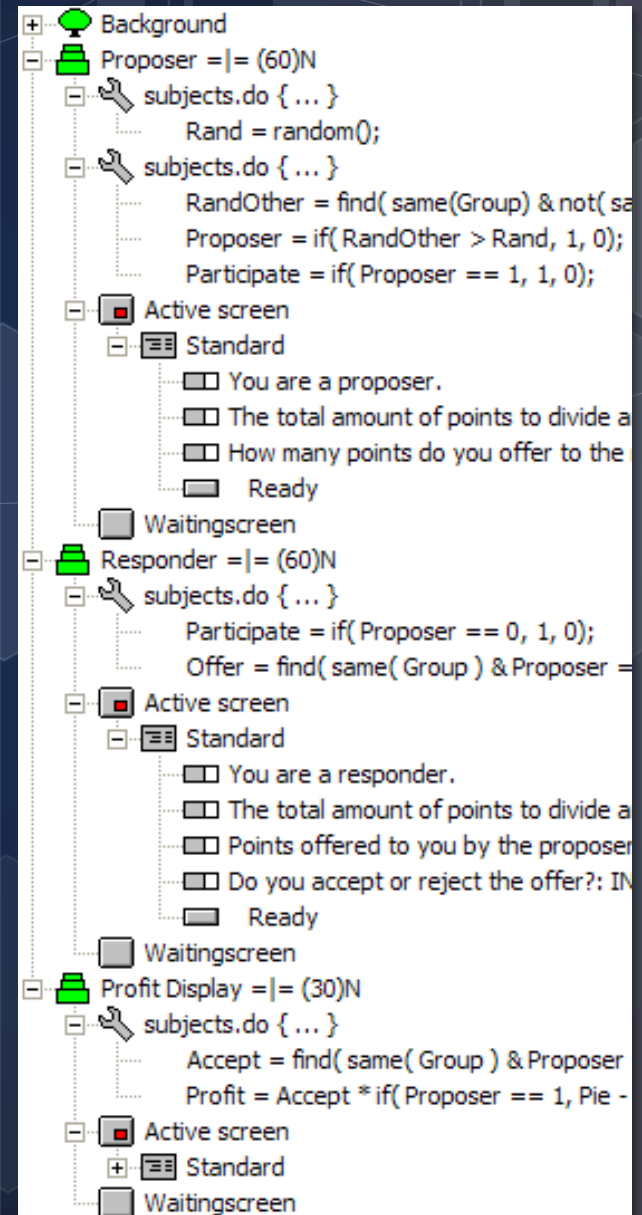 Background
Proposer =|= (60)N
subjects.do { ... }
Rand = random();
subjects.do { ... }
RandOther = find( same(Group) & not( sa
Proposer = if( RandOther > Rand, 1, 0);
Participate = if( Proposer == 1, 1, 0);
Active screen
Standard
You are a proposer.
The total amount of points to divide a
How many points do you offer to the
Ready
Waitingscreen
Responder =|= (60)N
subjects.do { ... }
Participate = if( Proposer == 0, 1, 0);
Offer = find( same( Group ) & Proposer =
Active screen
Standard
You are a responder.
The total amount of points to divide a
Points offered to you by the proposer
Do you accept or reject the offer?: IN
Ready
Waitingscreen
Profit Display =|= (30)N
subjects.do { ... }
Accept = find( same( Group ) & Proposer
Profit = Accept * if( Proposer == 1, Pie -
Active screen
Standard
Waitingscreen